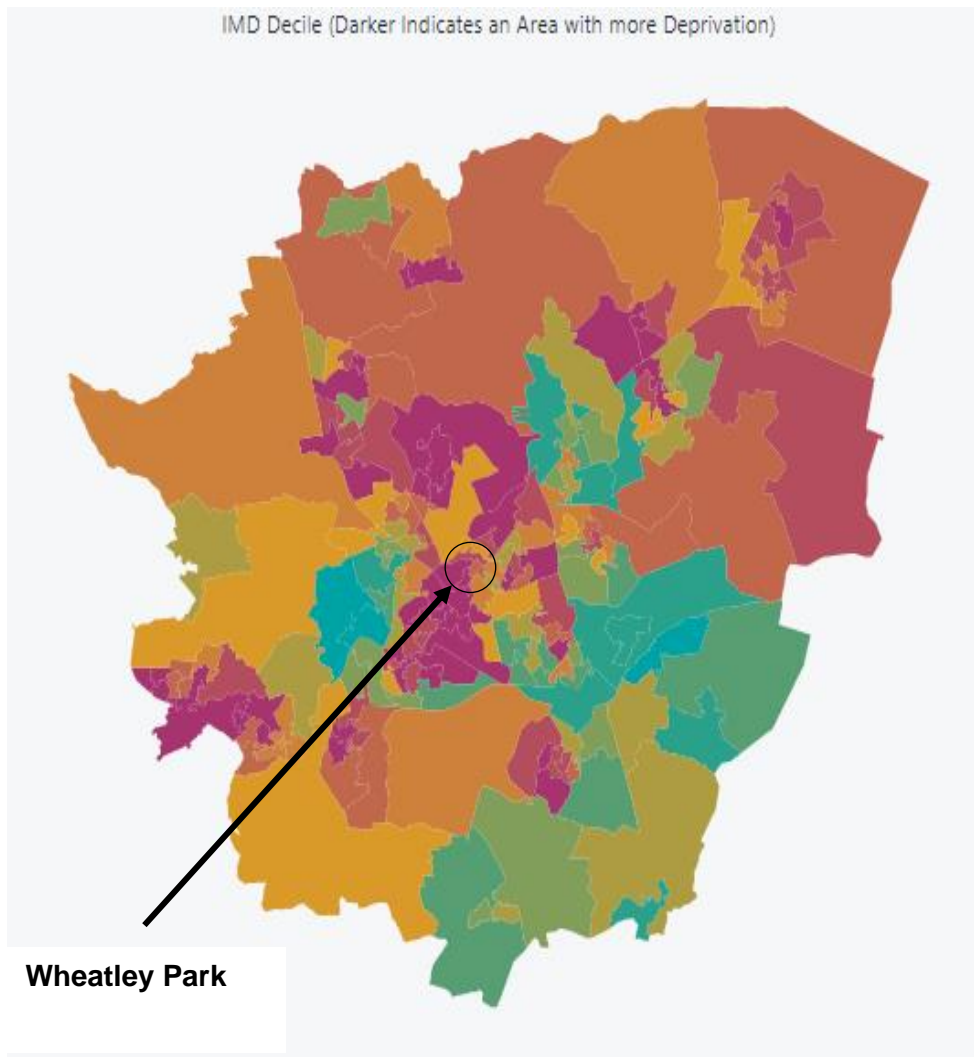 IMD Decile (Darker Indicates an Area with more Deprivation)
Wheatley Park